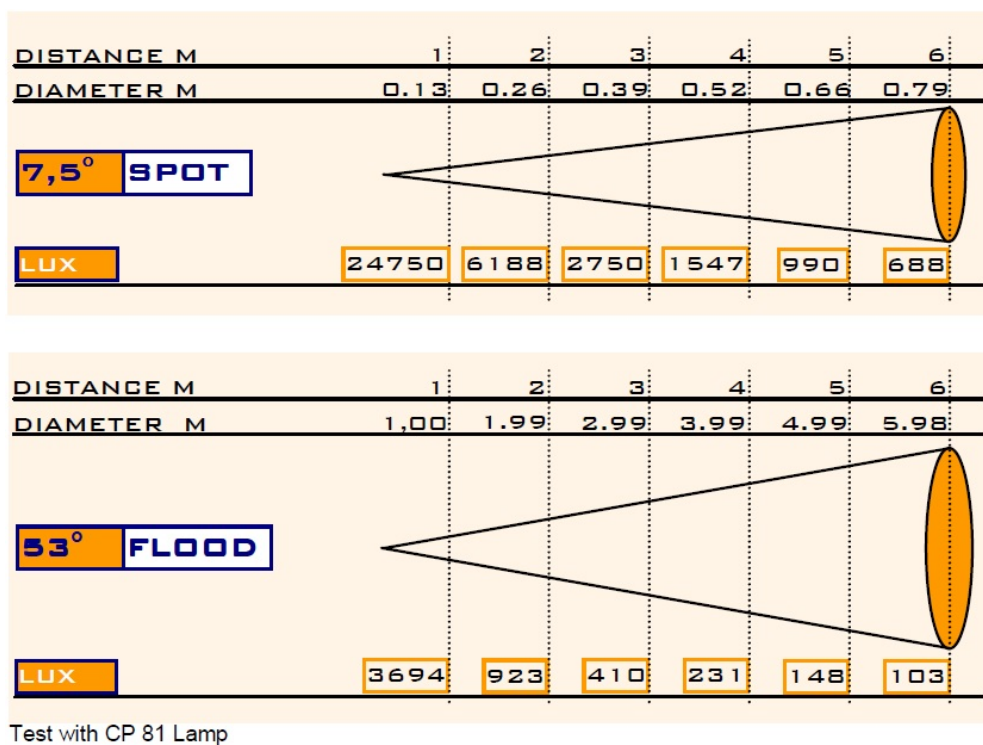 DISTANCE M 1 2 3 4 5 6
DIAMETER M 0.13 0.26 0.39 0.52 0.66 0.79
7,5° SPOT
LUX 24750 6188 2750 1547 990 688
DISTANCE M 1 2 3 4 5 6
DIAMETER M 1,00 1.99 2.99 3.99 4.99 5.98
53° FLOOD
LUX 3694 923 410 231 148 103
Test with CP 81 Lamp